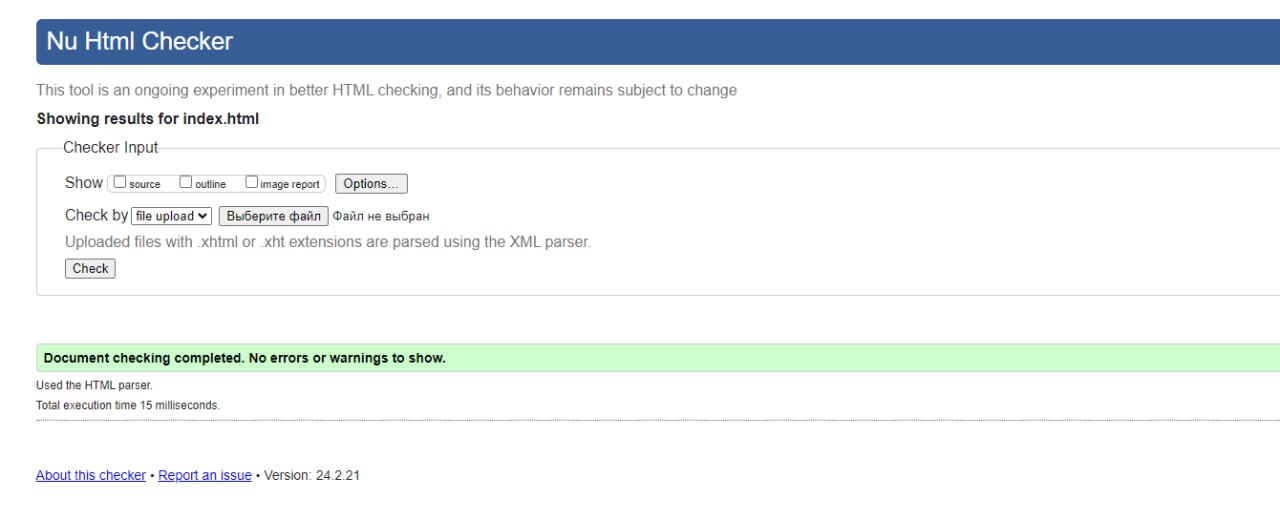 Nu Html Checker
This tool is an ongoing experiment in better HTML checking, and its behavior remains subject to change
Showing results for index.html
Checker Input
Show source outline image report Options...
Check by file upload Выберите файл Файл не выбран
Uploaded files with .xhtml or .xht extensions are parsed using the XML parser.
Check
Document checking completed. No errors or warnings to show.
Used the HTML parser.
Total execution time 15 milliseconds.
About this checker • Report an issue • Version: 24.2.21